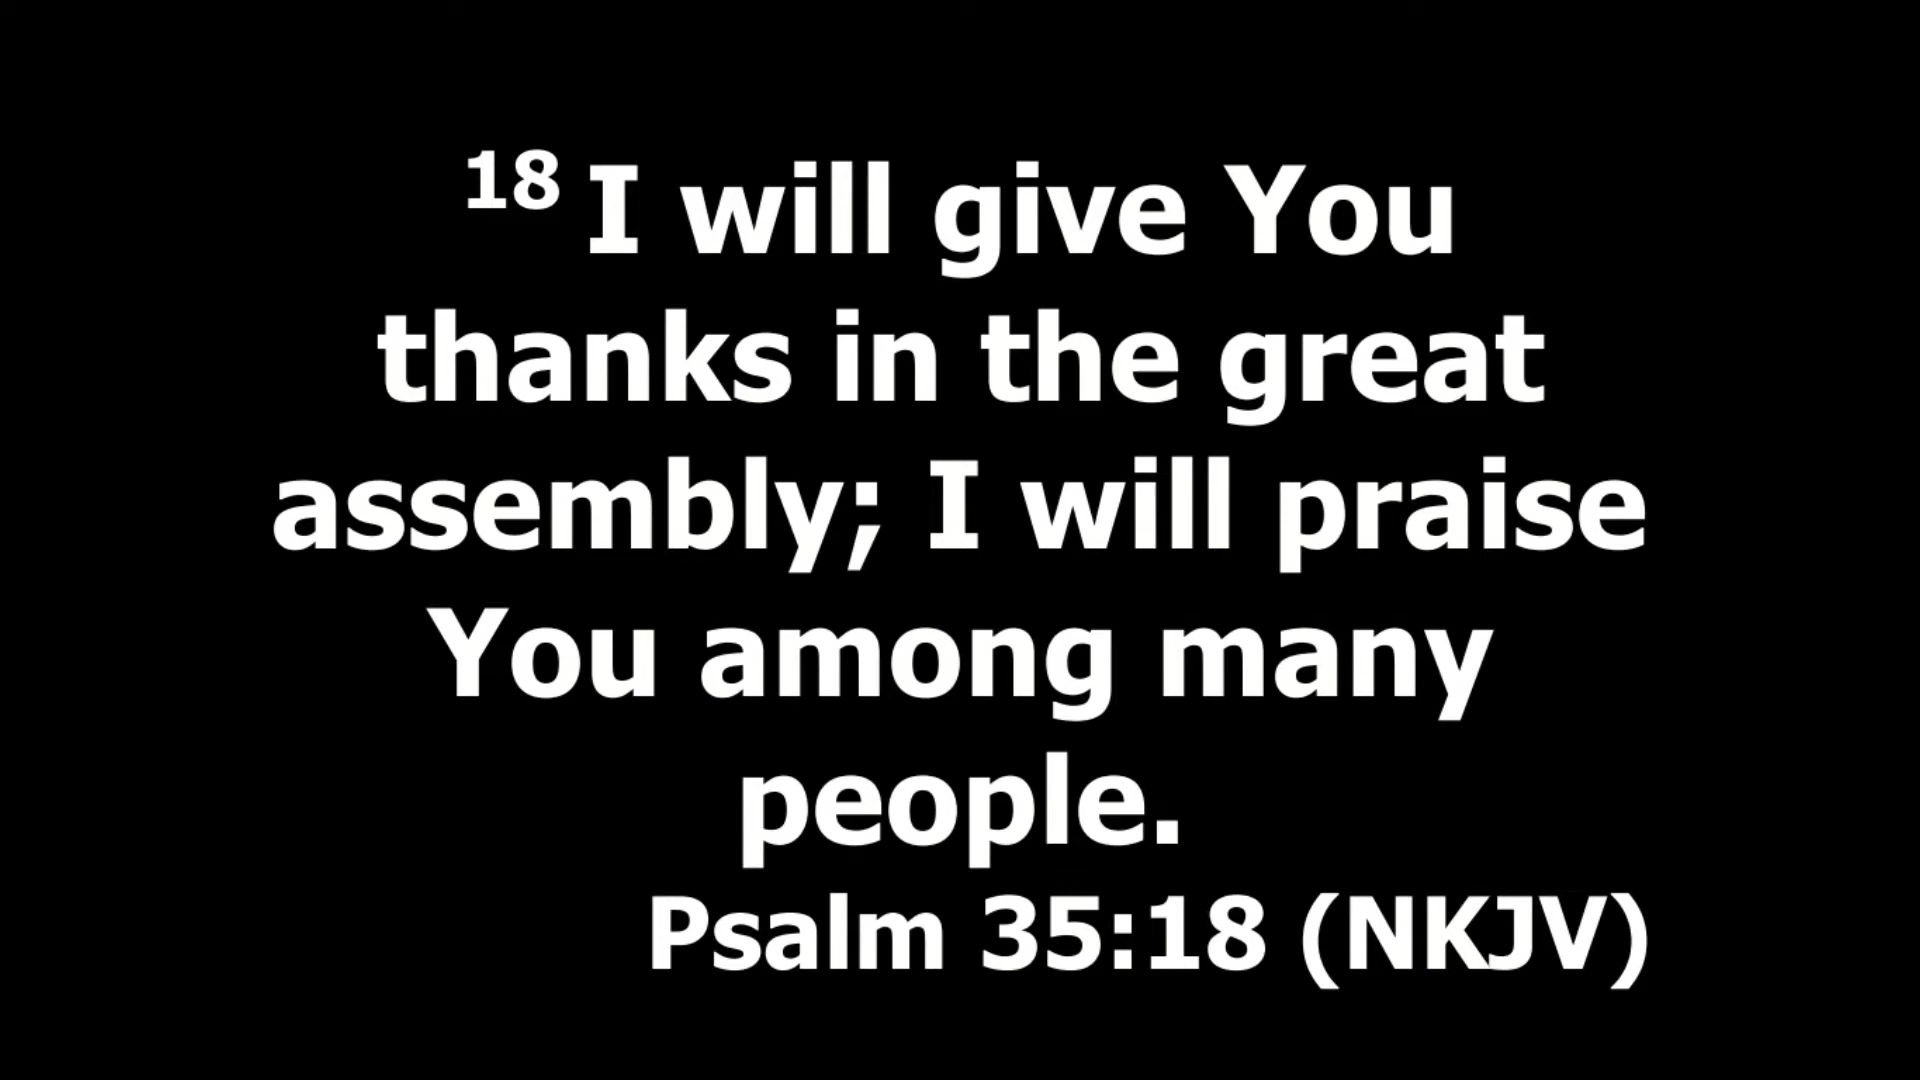 18 I will give You
thanks in the great
assembly; I will praise
You among many
people.
Psalm 35:18 (NKJV)